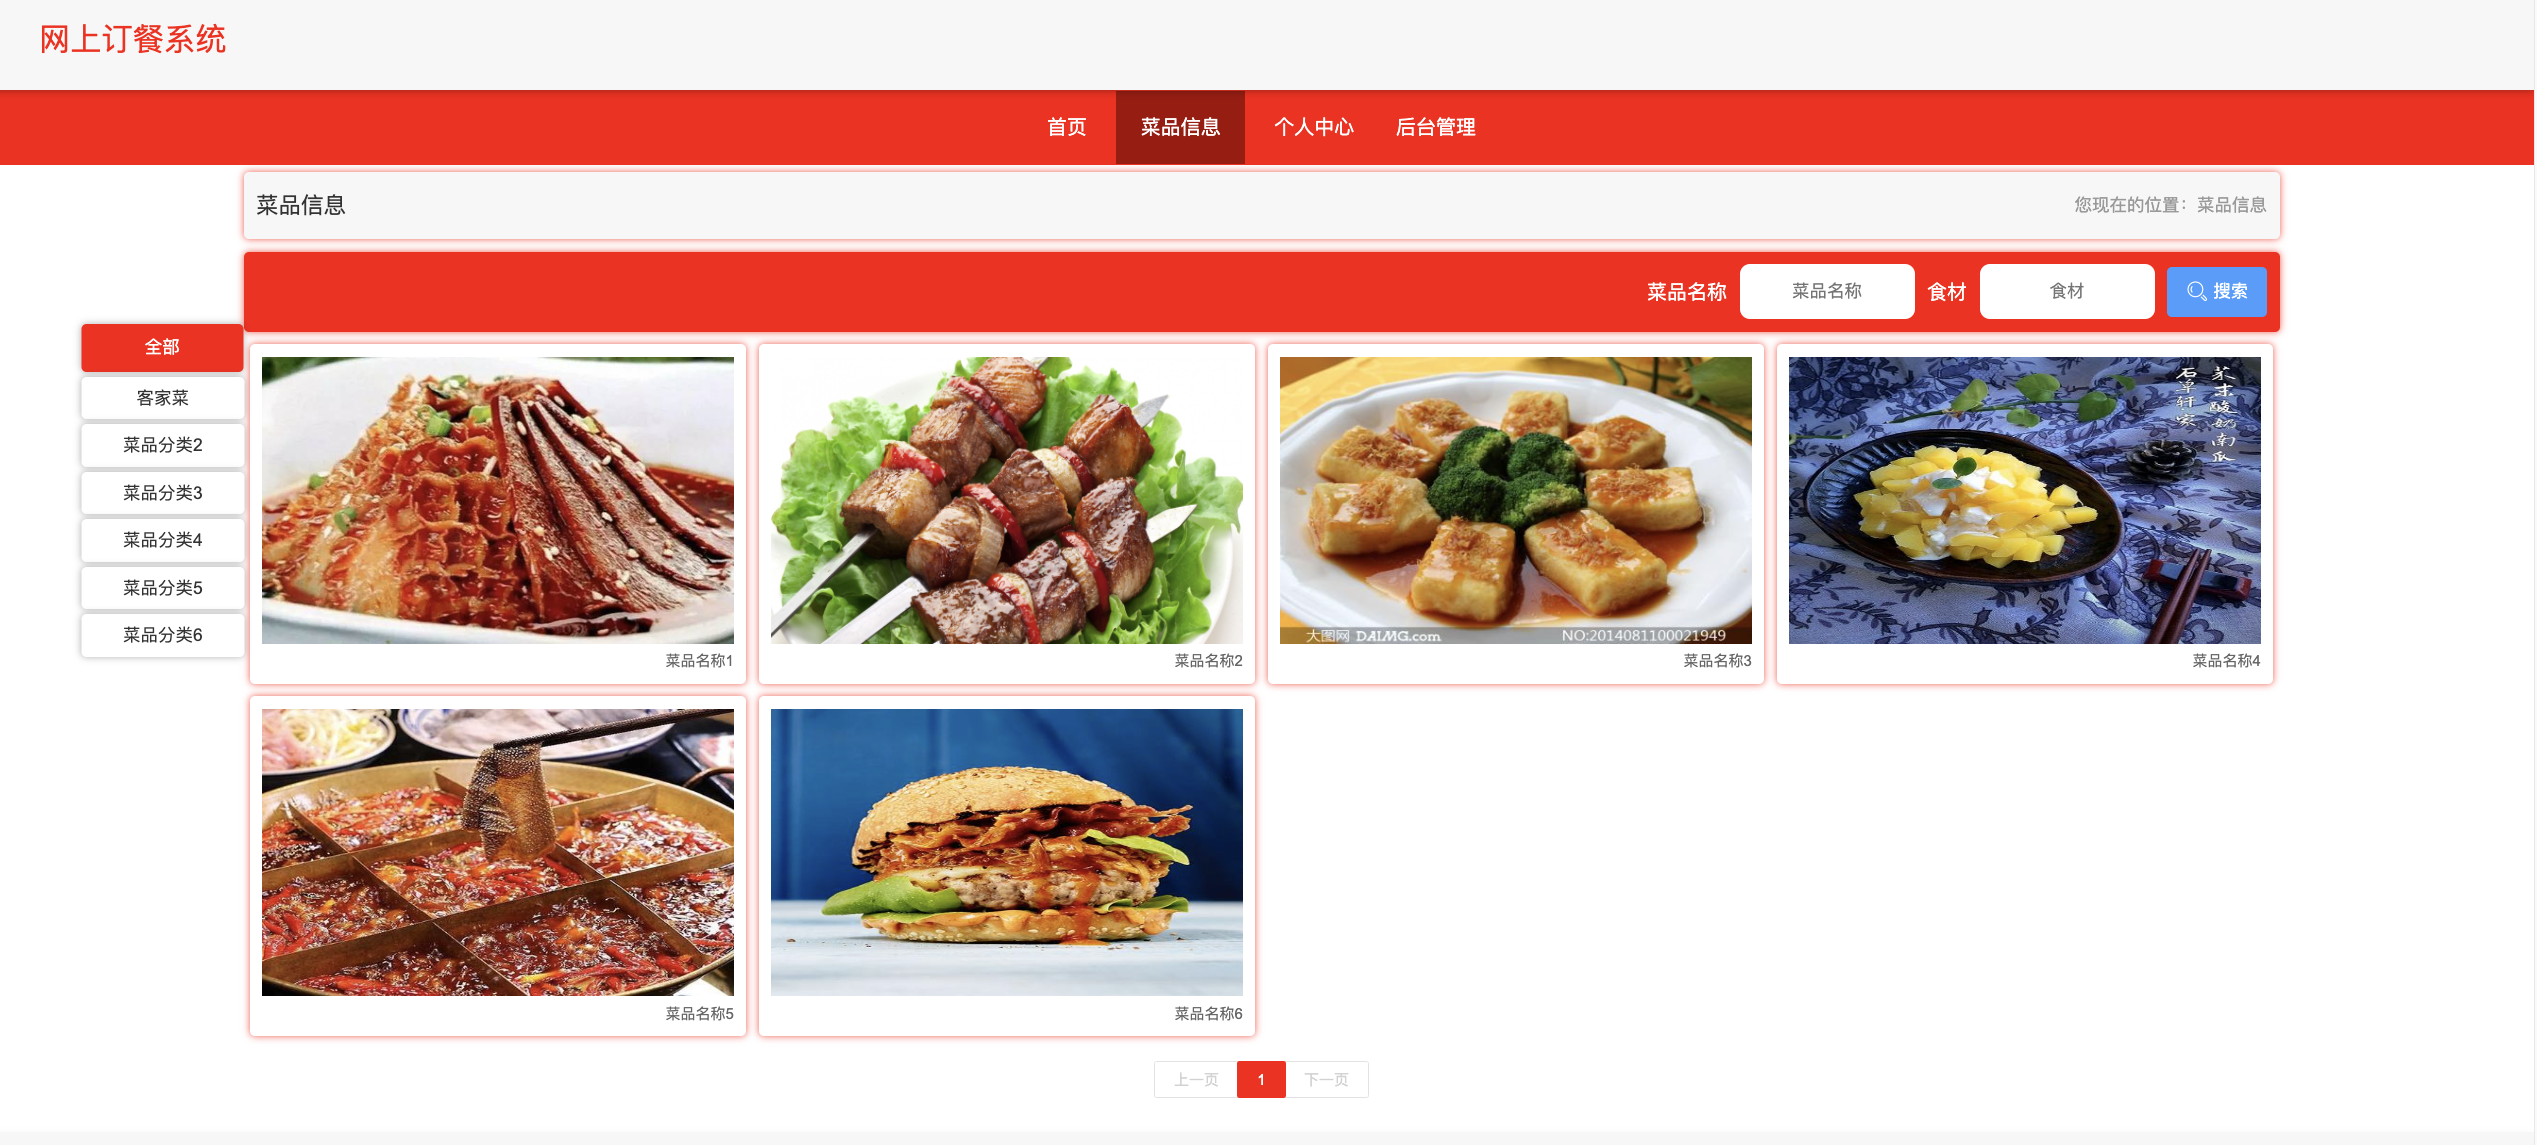 网上订餐系统
首页 菜品信息 个人中心 后台管理
菜品信息 您现在的位置：菜品信息
菜品名称 菜品名称 食材 食材 搜索
全部
客家菜
菜品分类2
菜品分类3
菜品分类4
菜品分类5
菜品分类6
大图网 DAIMG.com NO:2014081100021949
菜末酸奶南瓜
石草轩家
菜品名称1 菜品名称2 菜品名称3 菜品名称4
菜品名称5 菜品名称6
上一页 1 下一页